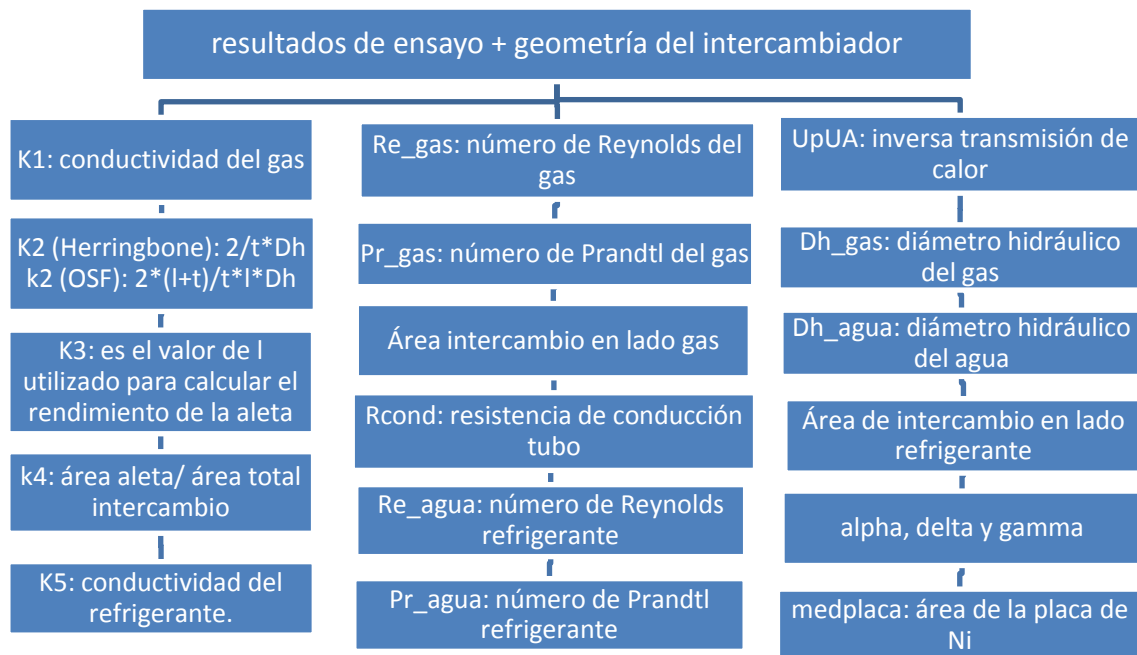 resultados de ensayo + geometría del intercambiador
K1: conductividad del gas
K2 (Herringbone): 2/t*Dh
k2 (OSF): 2*(l+t)/t*l*Dh
K3: es el valor de l
utilizado para calcular el
rendimiento de la aleta
k4: área aleta/ área total
intercambio
K5: conductividad del
refrigerante.
Re_gas: número de Reynolds del
gas
Pr_gas: número de Prandtl del gas
Área intercambio en lado gas
Rcond: resistencia de conducción
tubo
Re_agua: número de Reynolds
refrigerante
Pr_agua: número de Prandtl
refrigerante
UpUA: inversa transmisión de
calor
Dh_gas: diámetro hidráulico
del gas
Dh_agua: diámetro hidráulico
del agua
Área de intercambio en lado
refrigerante
alpha, delta y gamma
medplaca: área de la placa de
Ni